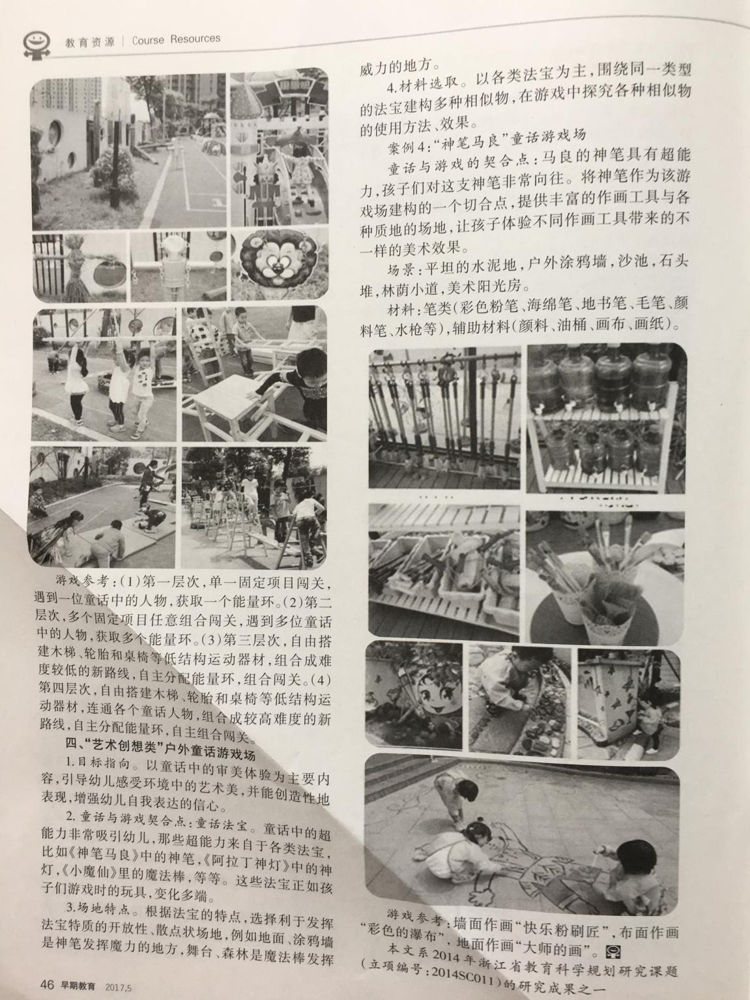 教育资源 | Course Resources
游戏参考：(1)第一层次，单一固定项目闯关，
遇到一位童话中的人物，获取一个能量环。(2)第二
层次，多个固定项目任意组合闯关，遇到多位童话
中的人物，获取多个能量环。(3)第三层次，自由搭
建木梯、轮胎和桌椅等低结构运动器材，组合成难
度较低的新路线，自主分配能量环，组合闯关。(4)
第四层次，自由搭建木梯、轮胎和桌椅等低结构运
动器材，连通各个童话人物，组合成较高难度的新
路线，自主分配能量环，自主组合闯关。
四、“艺术创想类”户外童话游戏场
1.目标指向。以童话中的审美体验为主要内
容，引导幼儿感受环境中的艺术美，并能创造性地
表现，增强幼儿自我表达的信心。
2. 童话与游戏契合点：童话法宝。童话中的超
能力非常吸引幼儿，那些超能力来自于各类法宝，
比如《神笔马良》中的神笔，《阿拉丁神灯》中的神
灯，《小魔仙》里的魔法棒，等等。这些法宝正如孩
子们游戏时的玩具，变化多端。
3.场地特点。根据法宝的特点，选择利于发挥
法宝特质的开放性、散点状场地，例如地面、涂鸦墙
是神笔发挥魔力的地方，舞台、森林是魔法棒发挥
威力的地方。
4.材料选取。以各类法宝为主，围绕同一类型
的法宝建构多种相似物，在游戏中探究各种相似物
的使用方法、效果。
案例4：“神笔马良”童话游戏场
童话与游戏的契合点：马良的神笔具有超能
力，孩子们对这支神笔非常向往。将神笔作为该游
戏场建构的一个切合点，提供丰富的作画工具与各
种质地的场地，让孩子体验不同作画工具带来的不
一样的美术效果。
场景：平坦的水泥地，户外涂鸦墙，沙池，石头
堆，林荫小道，美术阳光房。
材料：笔类（彩色粉笔、海绵笔、地书笔、毛笔、颜
料笔、水枪等），辅助材料（颜料、油桶、画布、画纸）。
游戏参考：墙面作画“快乐粉刷匠”，布面作画
“彩色的瀑布”，地面作画“大师的画”。
本文系2014年浙江省教育科学规划研究课题
（立项编号：2014SC011）的研究成果之一
46 早期教育 2017.5